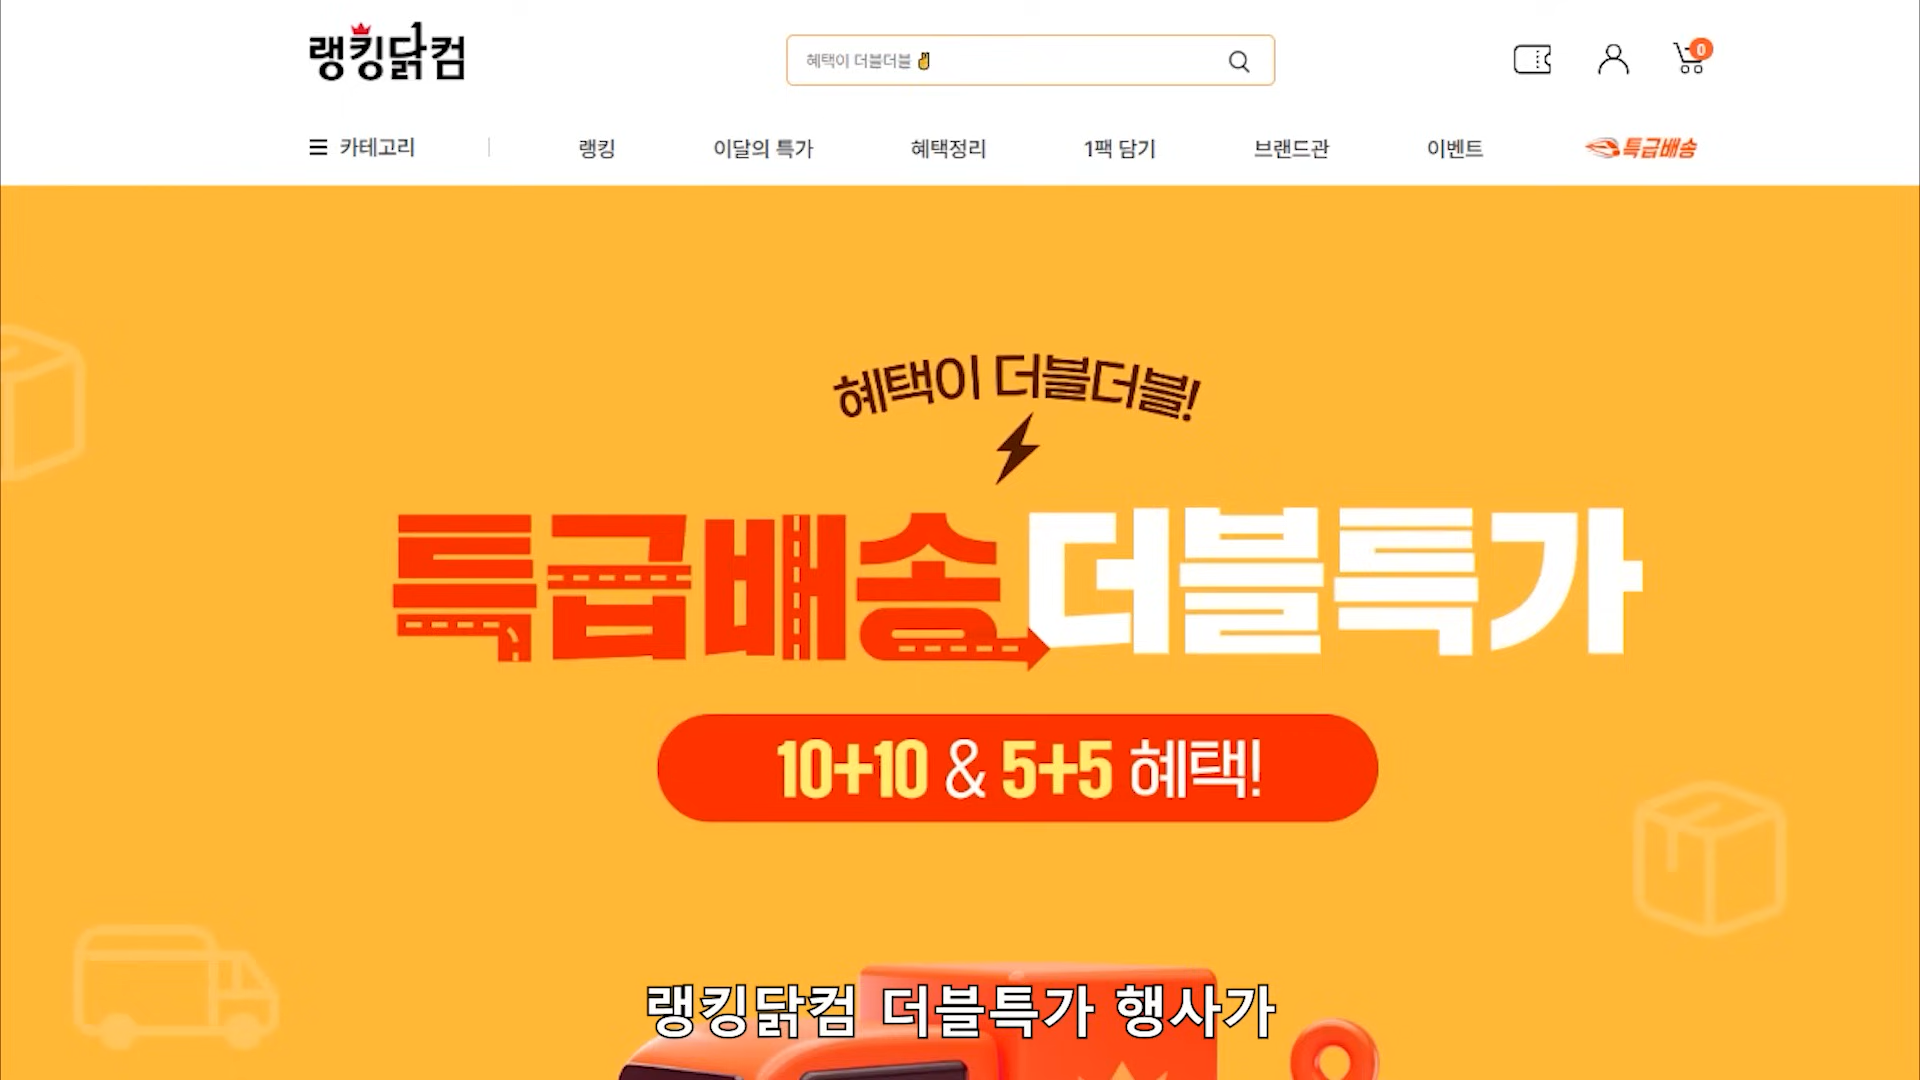 랭킹닭컴
혜택이 더블더블✌️
0
카테고리
랭킹
이달의 특가
혜택정리
1팩 담기
브랜드관
이벤트
특급배송
혜택이 더블더블!
특급배송 더블특가
10+10 & 5+5 혜택!
랭킹닭컴 더블특가 행사가